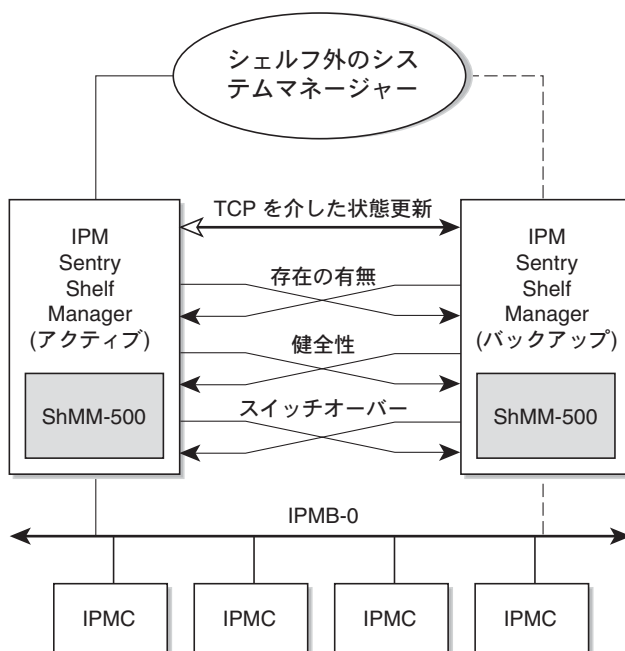 シェルフ外のシス
テムマネージャー
TCP を介した状態更新
IPM
Sentry
Shelf
Manager
(アクティブ)
ShMM-500
存在の有無
健全性
スイッチオーバー
IPM
Sentry
Shelf
Manager
(バックアップ)
ShMM-500
IPMB-0
IPMC
IPMC
IPMC
IPMC